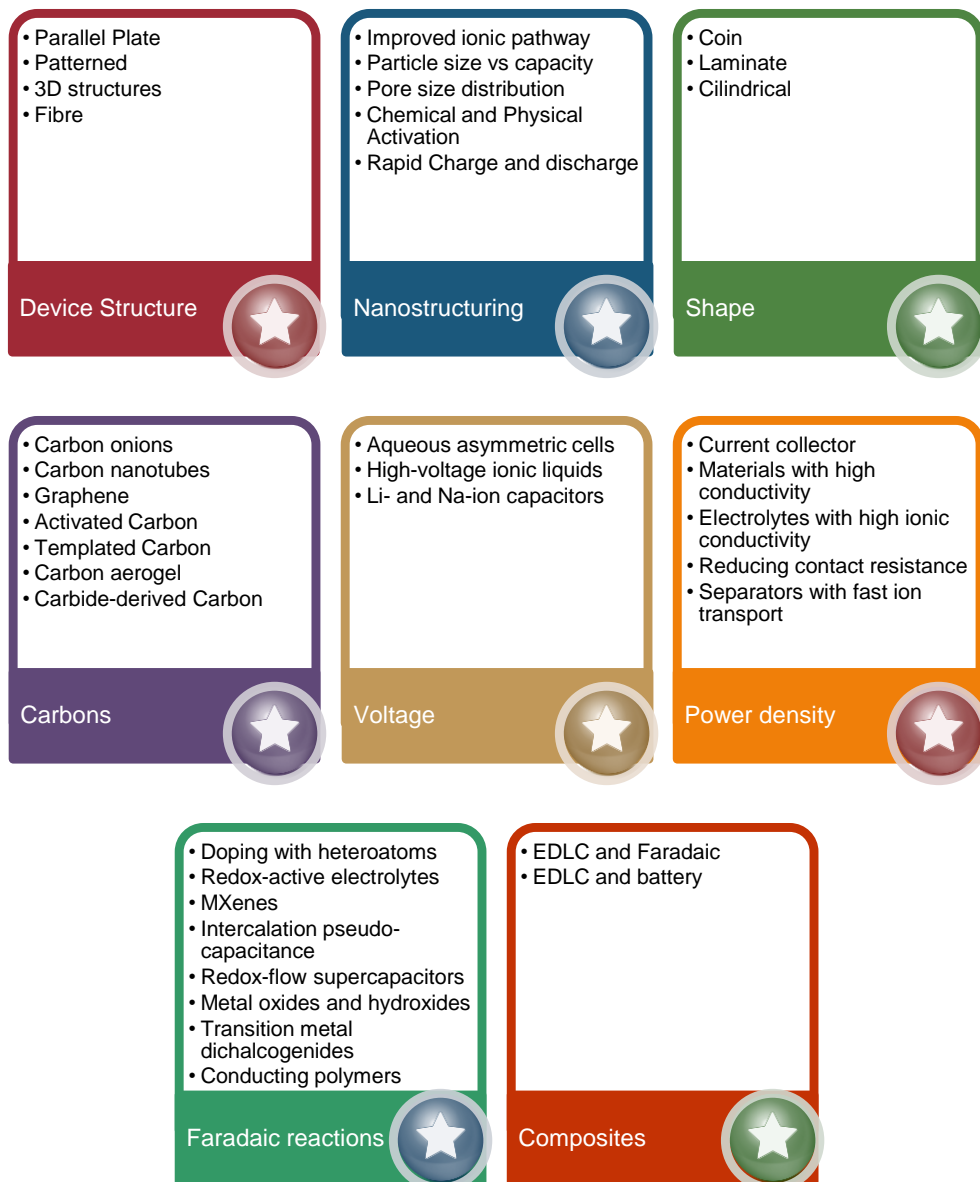 • Parallel Plate
• Patterned
• 3D structures
• Fibre
Device Structure
• Improved ionic pathway
• Particle size vs capacity
• Pore size distribution
• Chemical and Physical
Activation
• Rapid Charge and discharge
Nanostructuring
• Coin
• Laminate
• Cilindrical
Shape
• Carbon onions
• Carbon nanotubes
• Graphene
• Activated Carbon
• Templated Carbon
• Carbon aerogel
• Carbide-derived Carbon
Carbons
• Aqueous asymmetric cells
• High-voltage ionic liquids
• Li- and Na-ion capacitors
Voltage
• Current collector
• Materials with high
conductivity
• Electrolytes with high ionic
conductivity
• Reducing contact resistance
• Separators with fast ion
transport
Power density
• Doping with heteroatoms
• Redox-active electrolytes
• MXenes
• Intercalation pseudo-
capacitance
• Redox-flow supercapacitors
• Metal oxides and hydroxides
• Transition metal
dichalcogenides
• Conducting polymers
Faradaic reactions
• EDLC and Faradaic
• EDLC and battery
Composites